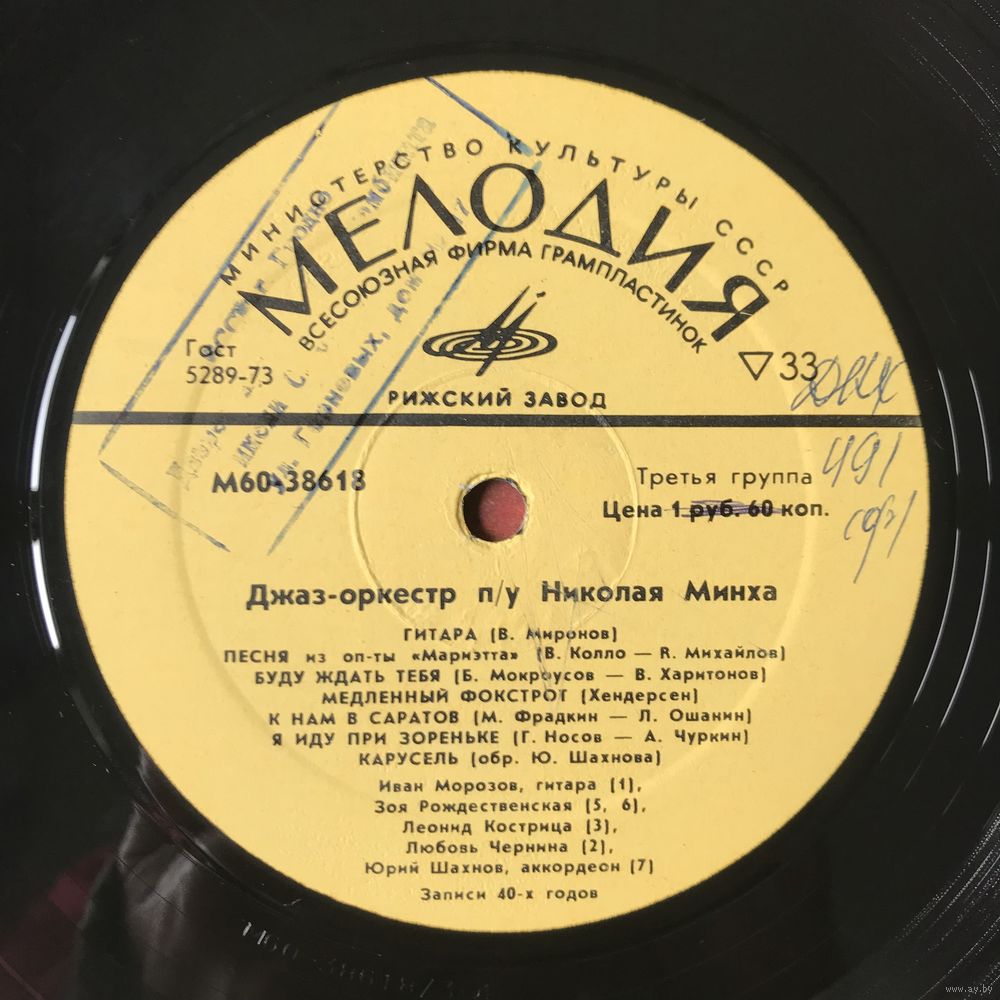 МИНИСТЕРСТВО КУЛЬТУРЫ СССР
МЕЛОДИЯ
ВСЕСОЮЗНАЯ ФИРМА ГРАМПЛАСТИНОК
Гост
5289-73
33
РИЖСКИЙ ЗАВОД
М60-38618
Третья группа
491
Цена 1 руб. 60 коп.
Джаз-оркестр п/у Николая Минха
ГИТАРА (В. Миронов)
ПЕСНЯ из оп-ты «Мариэтта» (В. Колло — Я. Михайлов)
БУДУ ЖДАТЬ ТЕБЯ (Б. Мокроусов — В. Харитонов)
МЕДЛЕННЫЙ ФОКСТРОТ (Хендерсен)
К НАМ В САРАТОВ (М. Фрадкин — Л. Ошанин)
Я ИДУ ПРИ ЗОРЕНЬКЕ (Г. Носов — А. Чуркин)
КАРУСЕЛЬ (обр. Ю. Шахнова)
Иван Морозов, гитара (1),
Зоя Рождественская (5, 6),
Леонид Кострица (3),
Любовь Чернина (2),
Юрий Шахнов, аккордеон (7)
Записи 40-х годов
www.ay.by